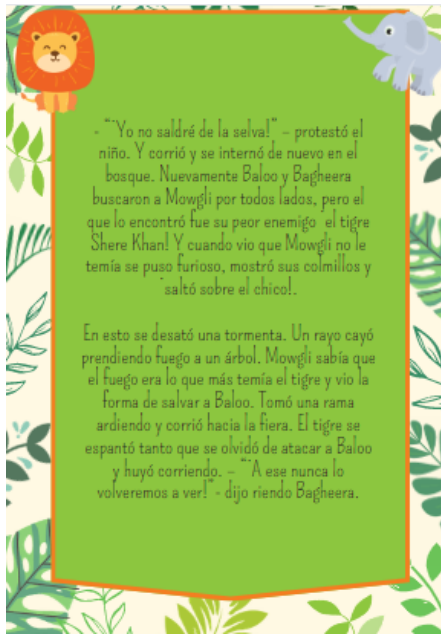 - “¨Yo no saldré de la selva!” – protestó el
niño. Y corrió y se internó de nuevo en el
bosque. Nuevamente Baloo y Bagheera
buscaron a Mowgli por todos lados, pero el
que lo encontró fue su peor enemigo ¨el tigre
Shere Khan! Y cuando vio que Mowgli no le
temía se puso furioso, mostró sus colmillos y
¨saltó sobre el chico!.
En esto se desató una tormenta. Un rayo cayó
prendiendo fuego a un árbol. Mowgli sabía que
el fuego era lo que más temía el tigre y vio la
forma de salvar a Baloo. Tomó una rama
ardiendo y corrió hacia la fiera. El tigre se
espantó tanto que se olvidó de atacar a Baloo
y huyó corriendo. – “¨A ese nunca lo
volveremos a ver!”- dijo riendo Bagheera.